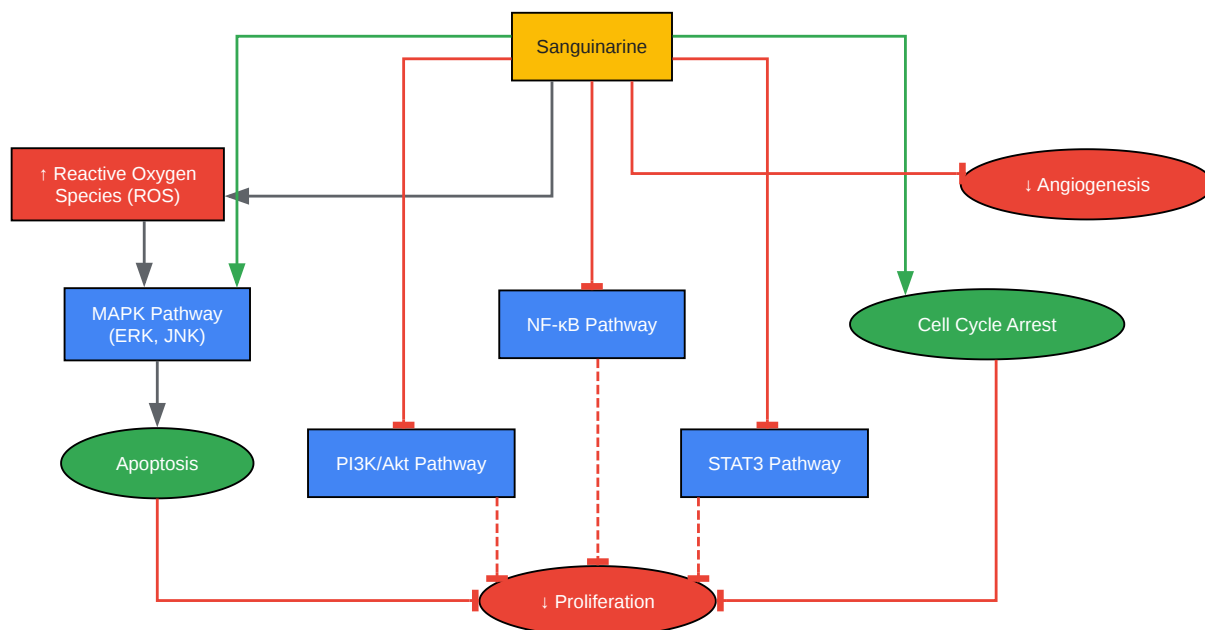 Sanguinarine
↑ Reactive Oxygen
Species (ROS)
↓ Angiogenesis
MAPK Pathway
(ERK, JNK)
NF-κB Pathway
Cell Cycle Arrest
Apoptosis
PI3K/Akt Pathway
STAT3 Pathway
↓ Proliferation